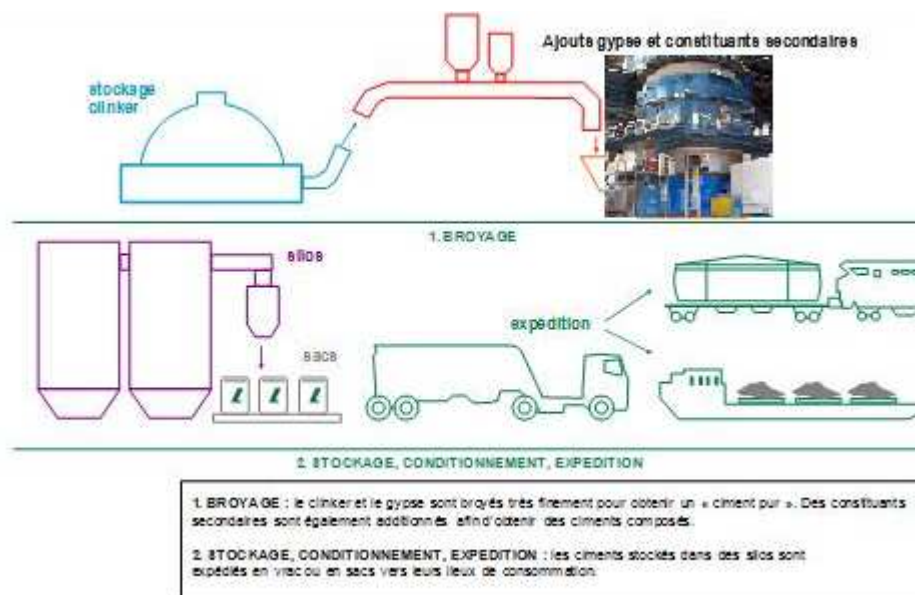 Ajouts gypse et constituants secondaires
stockage
clinker
1. BROYAGE
silos
expedition
sacs
2. STOCKAGE, CONDITIONNEMENT, EXPEDITION
1. BROYAGE : le clinker et le gypse sont broyés très finement pour obtenir un « ciment pur ». Des constituants
secondaires sont également additionnés afin d'obtenir des ciments composés.
2. STOCKAGE, CONDITIONNEMENT, EXPEDITION : les ciments stockés dans des silos sont
expédiés en vrac ou en sacs vers leurs lieux de consommation.